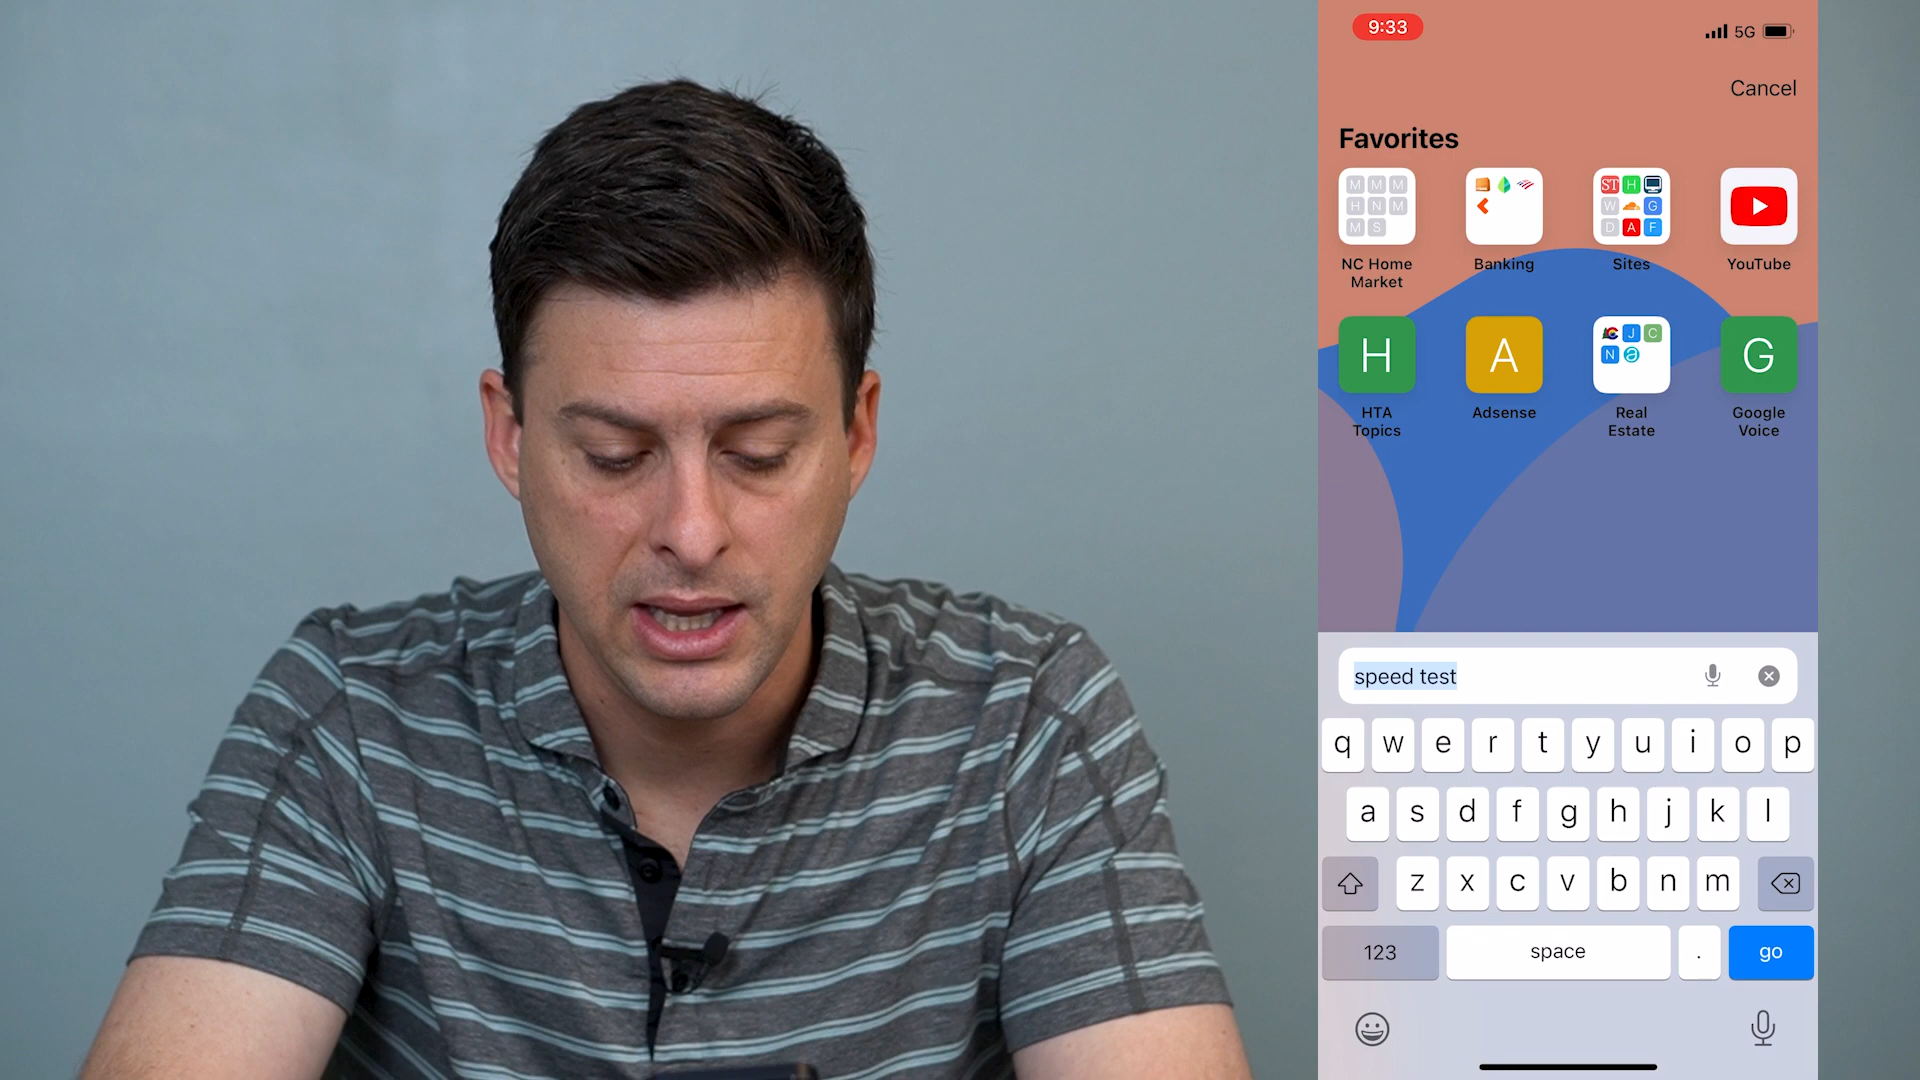 9:33
5G
Cancel
Favorites
M M M
H N M
M S
ST H
W G
D A F
NC Home
Market
Banking
Sites
YouTube
H
A
J C
N a
G
HTA
Topics
Adsense
Real
Estate
Google
Voice
speed test
q w e r t y u i o p
a s d f g h j k l
z x c v b n m
123 space . go